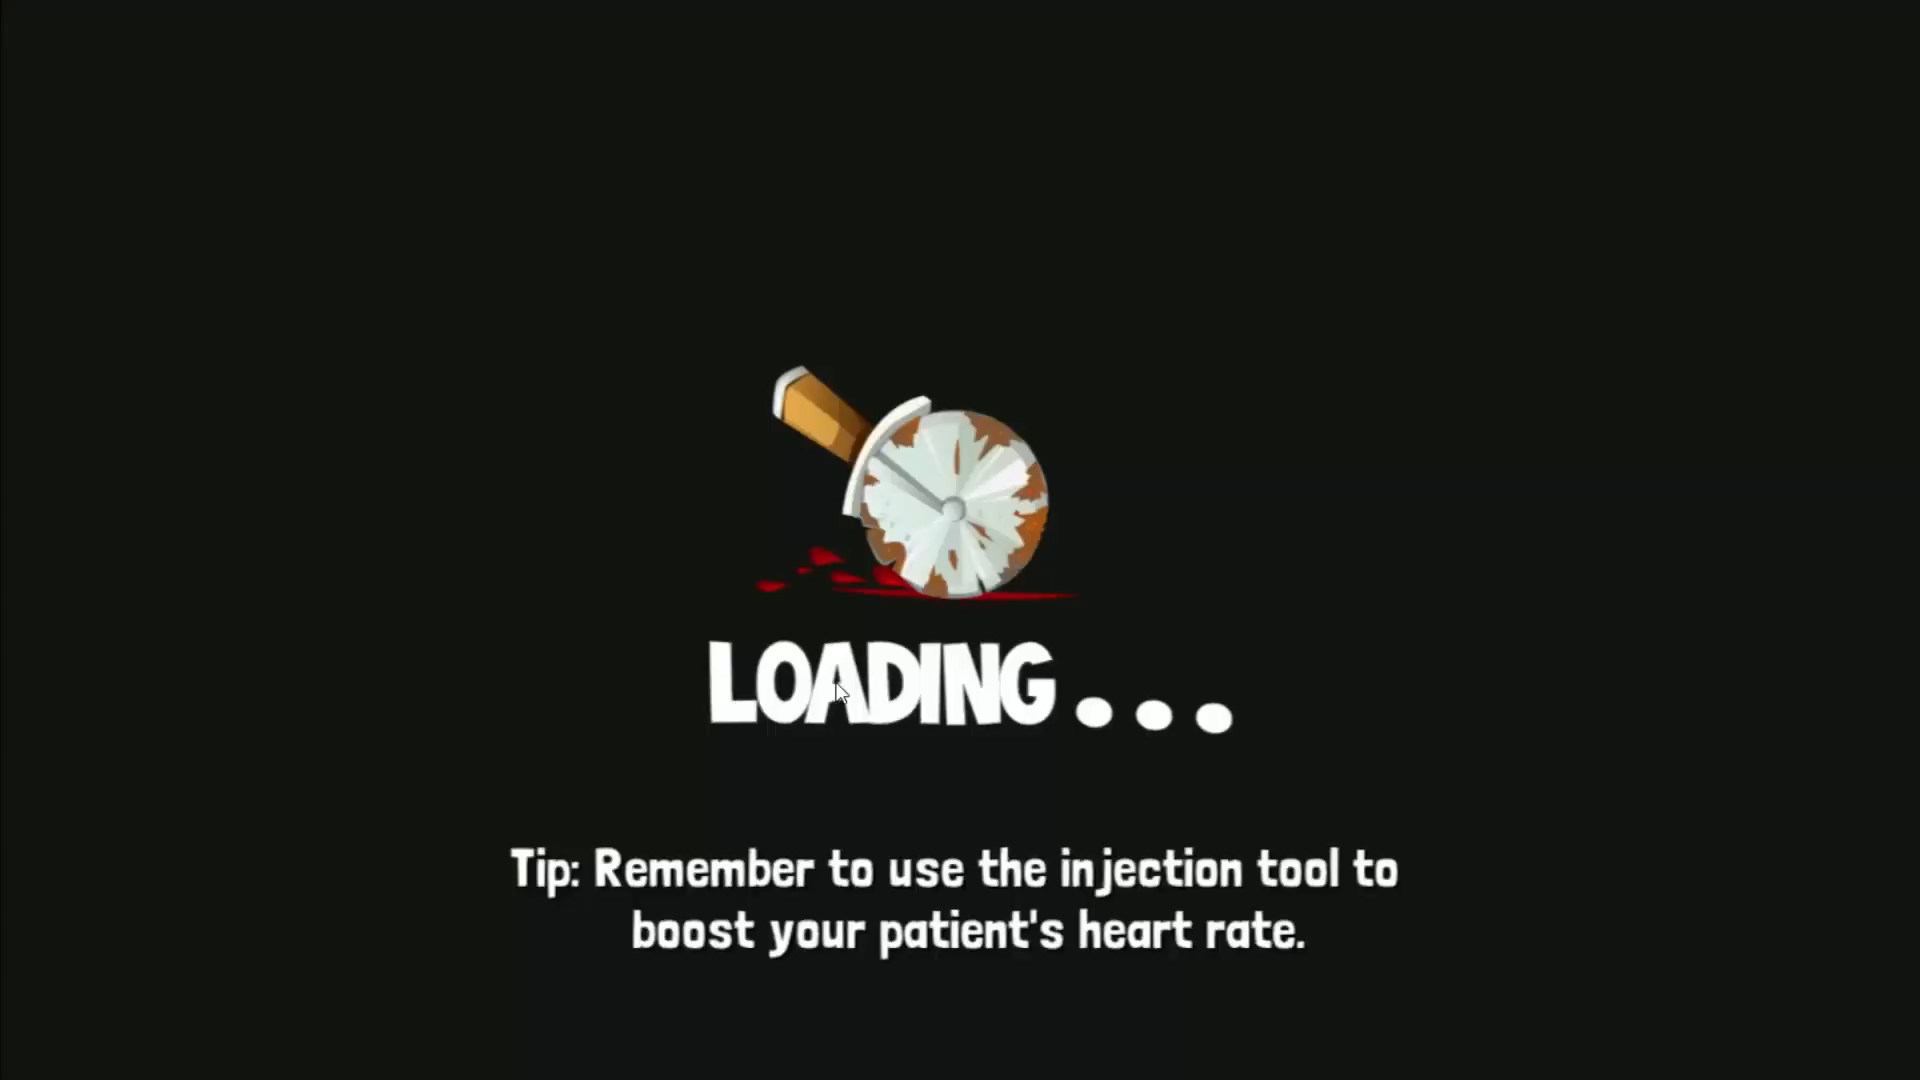 LOADING...
Tip: Remember to use the injection tool to
boost your patient's heart rate.